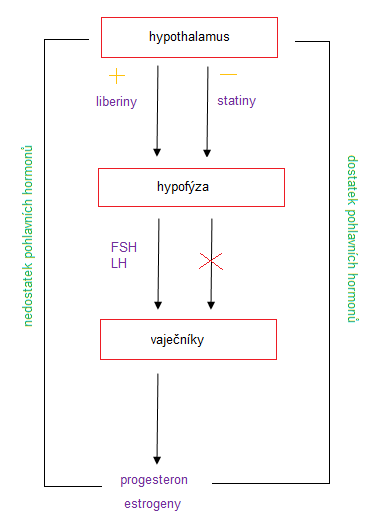 hypothalamus
+
−
liberiny
statiny
nedostatek pohlavních hormonů
dostatek pohlavních hormonů
hypofýza
FSH
LH
vaječníky
progesteron
estrogeny